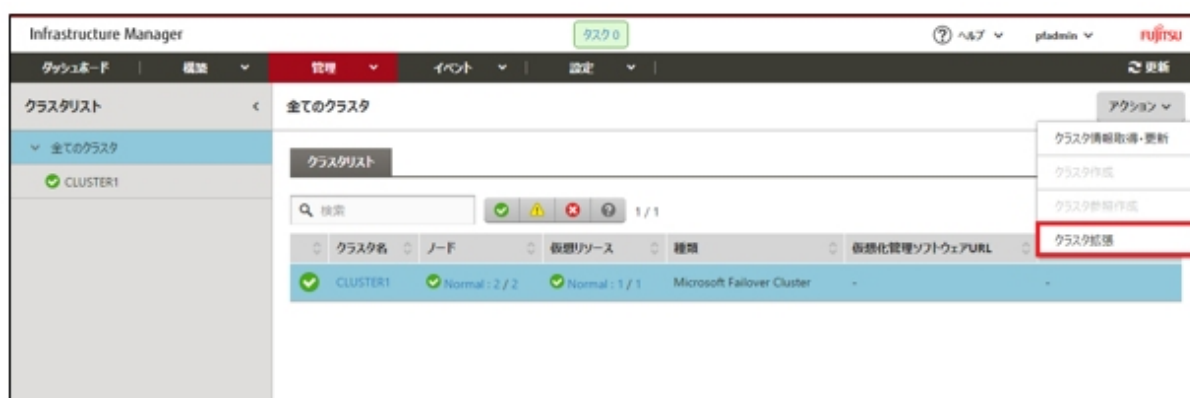 Infrastructure Manager タスク 0 ヘルプ pfadmin FUJITSU
ダッシュボード 構築 管理 イベント 設定 更新
クラスタリスト 全てのクラスタ アクション
全てのクラスタ
CLUSTER1
クラスタリスト
クラスタ情報取得・更新
クラスタ作成
クラスタ参照作成
クラスタ拡張
検索 1 / 1
クラスタ名 ノード 仮想リソース 種類 仮想化管理ソフトウェアURL
CLUSTER1 Normal : 2 / 2 Normal : 1 / 1 Microsoft Failover Cluster - -